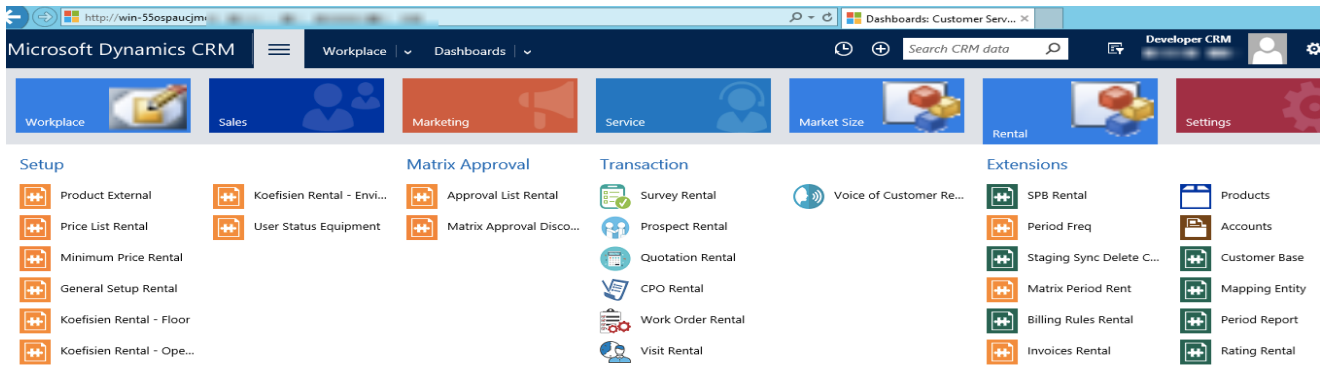 http://win-55ospaucjm
Dashboards: Customer Serv...
Microsoft Dynamics CRM
Workplace
Dashboards
Search CRM data
Developer CRM
Workplace
Sales
Marketing
Service
Market Size
Rental
Settings
Setup
Product External
Price List Rental
Minimum Price Rental
General Setup Rental
Koefisien Rental - Floor
Koefisien Rental - Ope...
Koefisien Rental - Envi...
User Status Equipment
Matrix Approval
Approval List Rental
Matrix Approval Disco...
Transaction
Survey Rental
Prospect Rental
Quotation Rental
CPO Rental
Work Order Rental
Visit Rental
Voice of Customer Re...
Extensions
SPB Rental
Period Freq
Staging Sync Delete C...
Matrix Period Rent
Billing Rules Rental
Invoices Rental
Products
Accounts
Customer Base
Mapping Entity
Period Report
Rating Rental